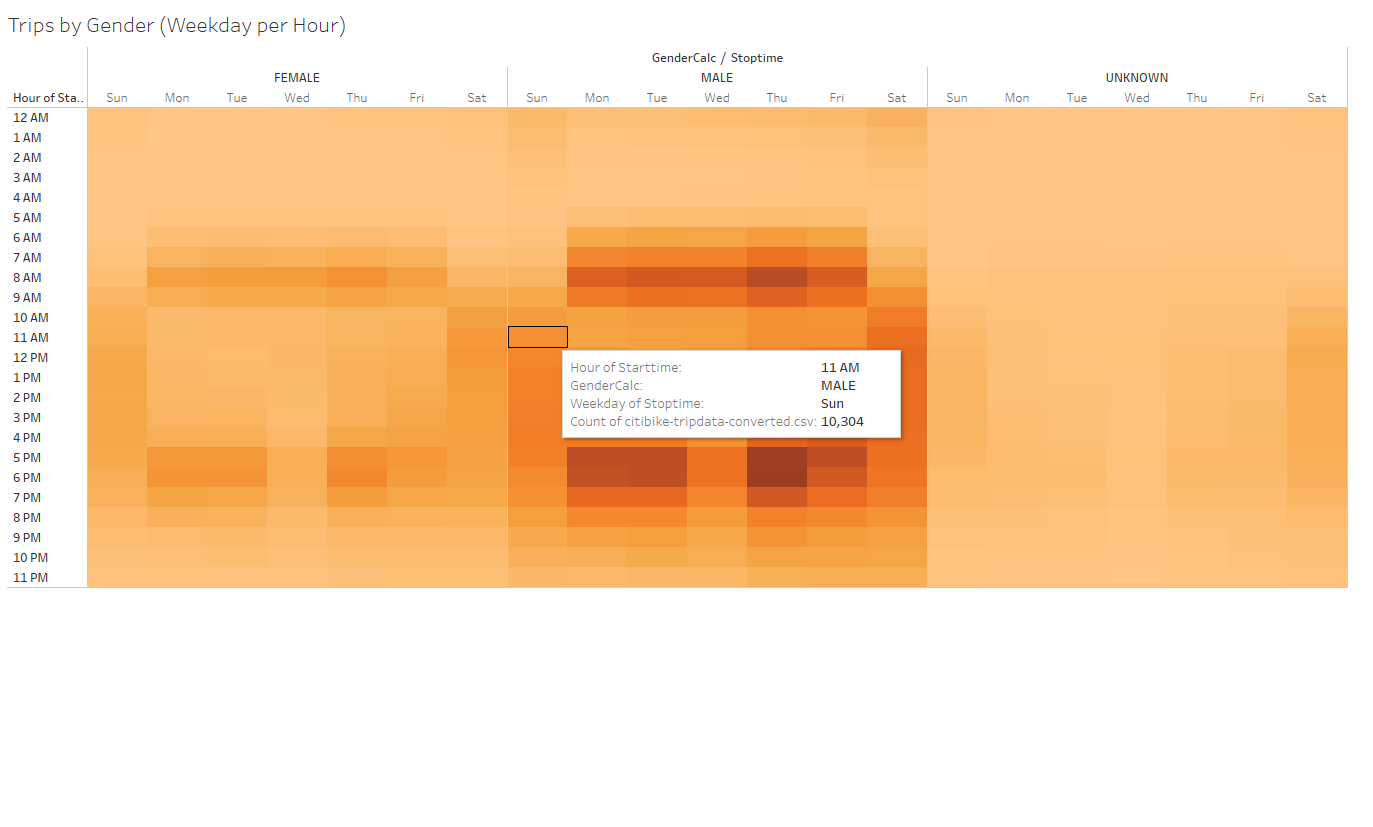 Trips by Gender (Weekday per Hour)
GenderCalc / Stoptime
FEMALE MALE UNKNOWN
Hour of Sta.. Sun Mon Tue Wed Thu Fri Sat Sun Mon Tue Wed Thu Fri Sat Sun Mon Tue Wed Thu Fri Sat
12 AM
1 AM
2 AM
3 AM
4 AM
5 AM
6 AM
7 AM
8 AM
9 AM
10 AM
11 AM
12 PM
1 PM
2 PM
3 PM
4 PM
5 PM
6 PM
7 PM
8 PM
9 PM
10 PM
11 PM
Hour of Starttime: 11 AM
GenderCalc: MALE
Weekday of Stoptime: Sun
Count of citibike-tripdata-converted.csv: 10,304